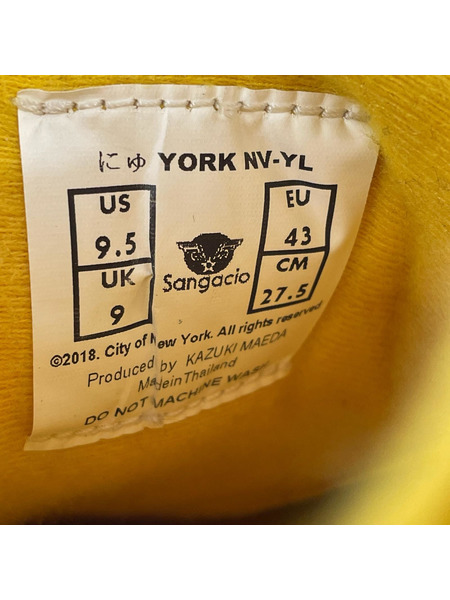 にゅ YORK NV-YL
US
9.5
UK
9
Sangacio
EU
43
CM
27.5
©2018. City of New York. All rights reserved
Produced by KAZUKI MAEDA
Made in Thailand
DO NOT MACHINE WASH